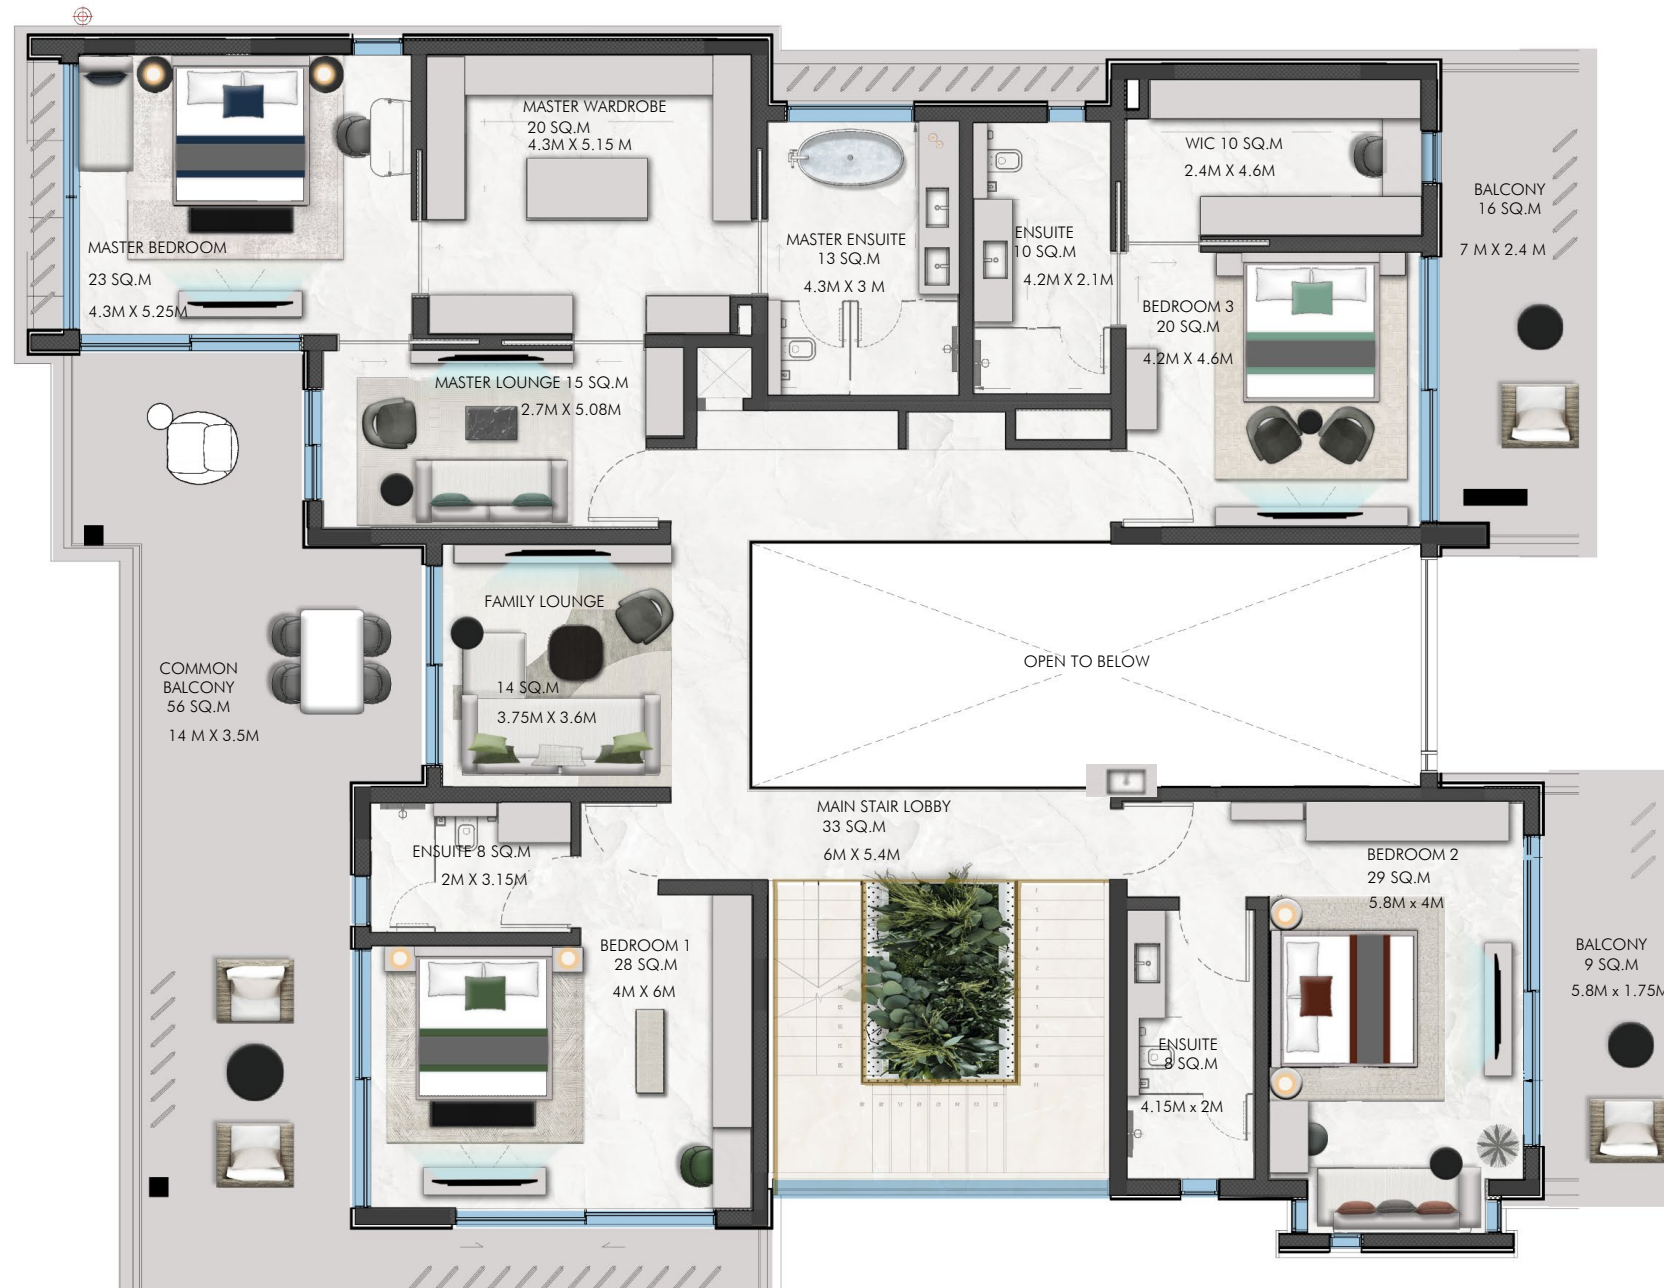 MASTER WARDROBE
20 SQ.M
4.3M X 5.15 M
WIC 10 SQ.M
2.4M X 4.6M
BALCONY
16 SQ.M
7 M X 2.4 M
MASTER BEDROOM
23 SQ.M
4.3M X 5.25M
MASTER ENSUITE
13 SQ.M
4.3M X 3 M
ENSUITE
10 SQ.M
4.2M X 2.1M
BEDROOM 3
20 SQ.M
4.2M X 4.6M
MASTER LOUNGE 15 SQ.M
2.7M X 5.08M
FAMILY LOUNGE
14 SQ.M
3.75M X 3.6M
OPEN TO BELOW
COMMON
BALCONY
56 SQ.M
14 M X 3.5M
MAIN STAIR LOBBY
33 SQ.M
6M X 5.4M
ENSUITE 8 SQ.M
2M X 3.15M
BEDROOM 2
29 SQ.M
5.8M x 4M
BEDROOM 1
28 SQ.M
4M X 6M
BALCONY
9 SQ.M
5.8M x 1.75M
ENSUITE
8 SQ.M
4.15M x 2M